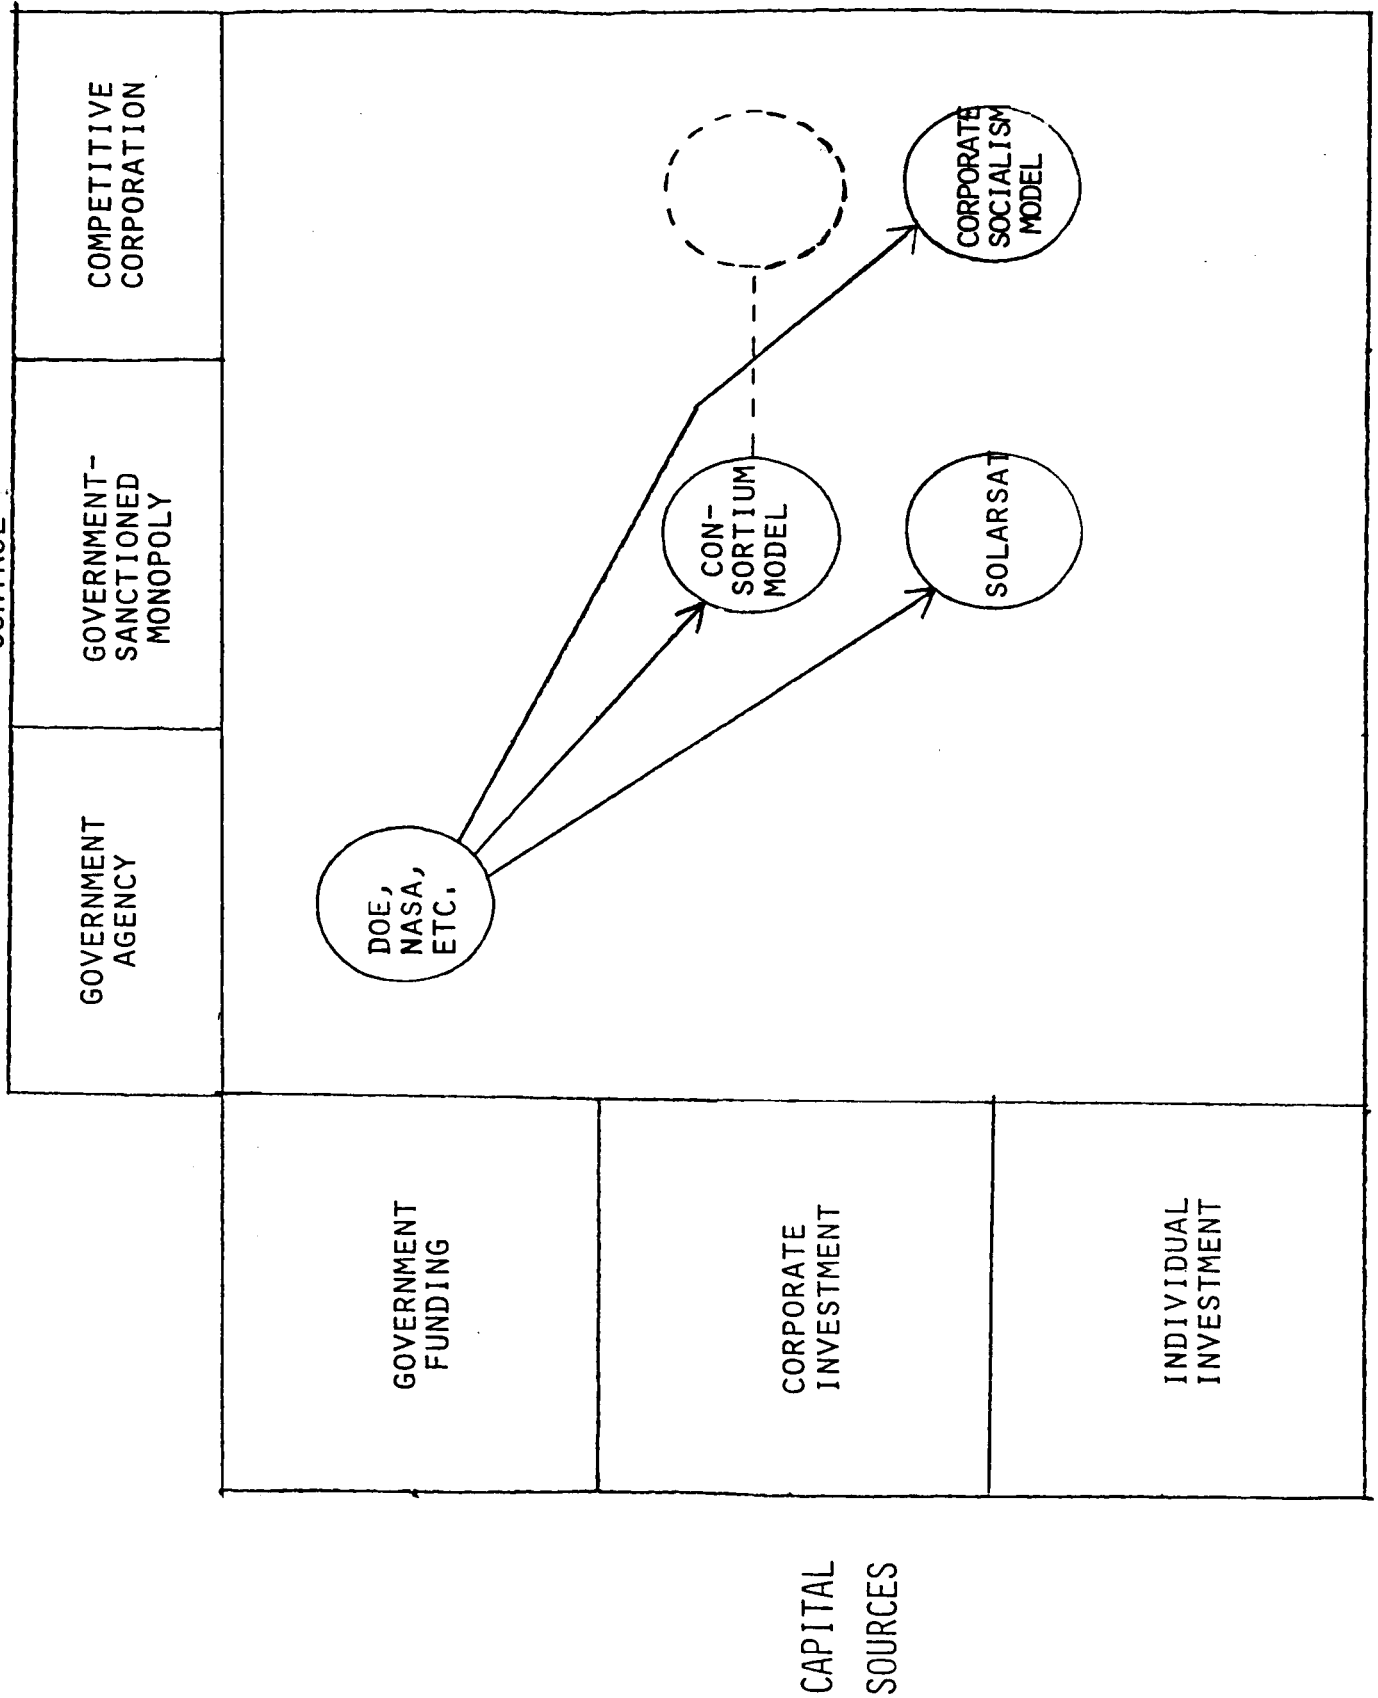 GOVERNMENT
AGENCY
GOVERNMENT-
SANCTIONED
MONOPOLY
COMPETITIVE
CORPORATION
CAPITAL
SOURCES
GOVERNMENT
FUNDING
CORPORATE
INVESTMENT
INDIVIDUAL
INVESTMENT
DOE,
NASA,
ETC.
CON-
SORTIUM
MODEL
SOLARSAT
CORPORATE
SOCIALISM
MODEL